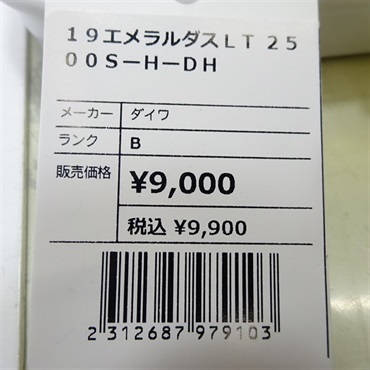 19エメラルダスLT 25
00S-H-DH
メーカー ダイワ
ランク B
販売価格 ¥9,000
税込 ¥9,900
2312687979103